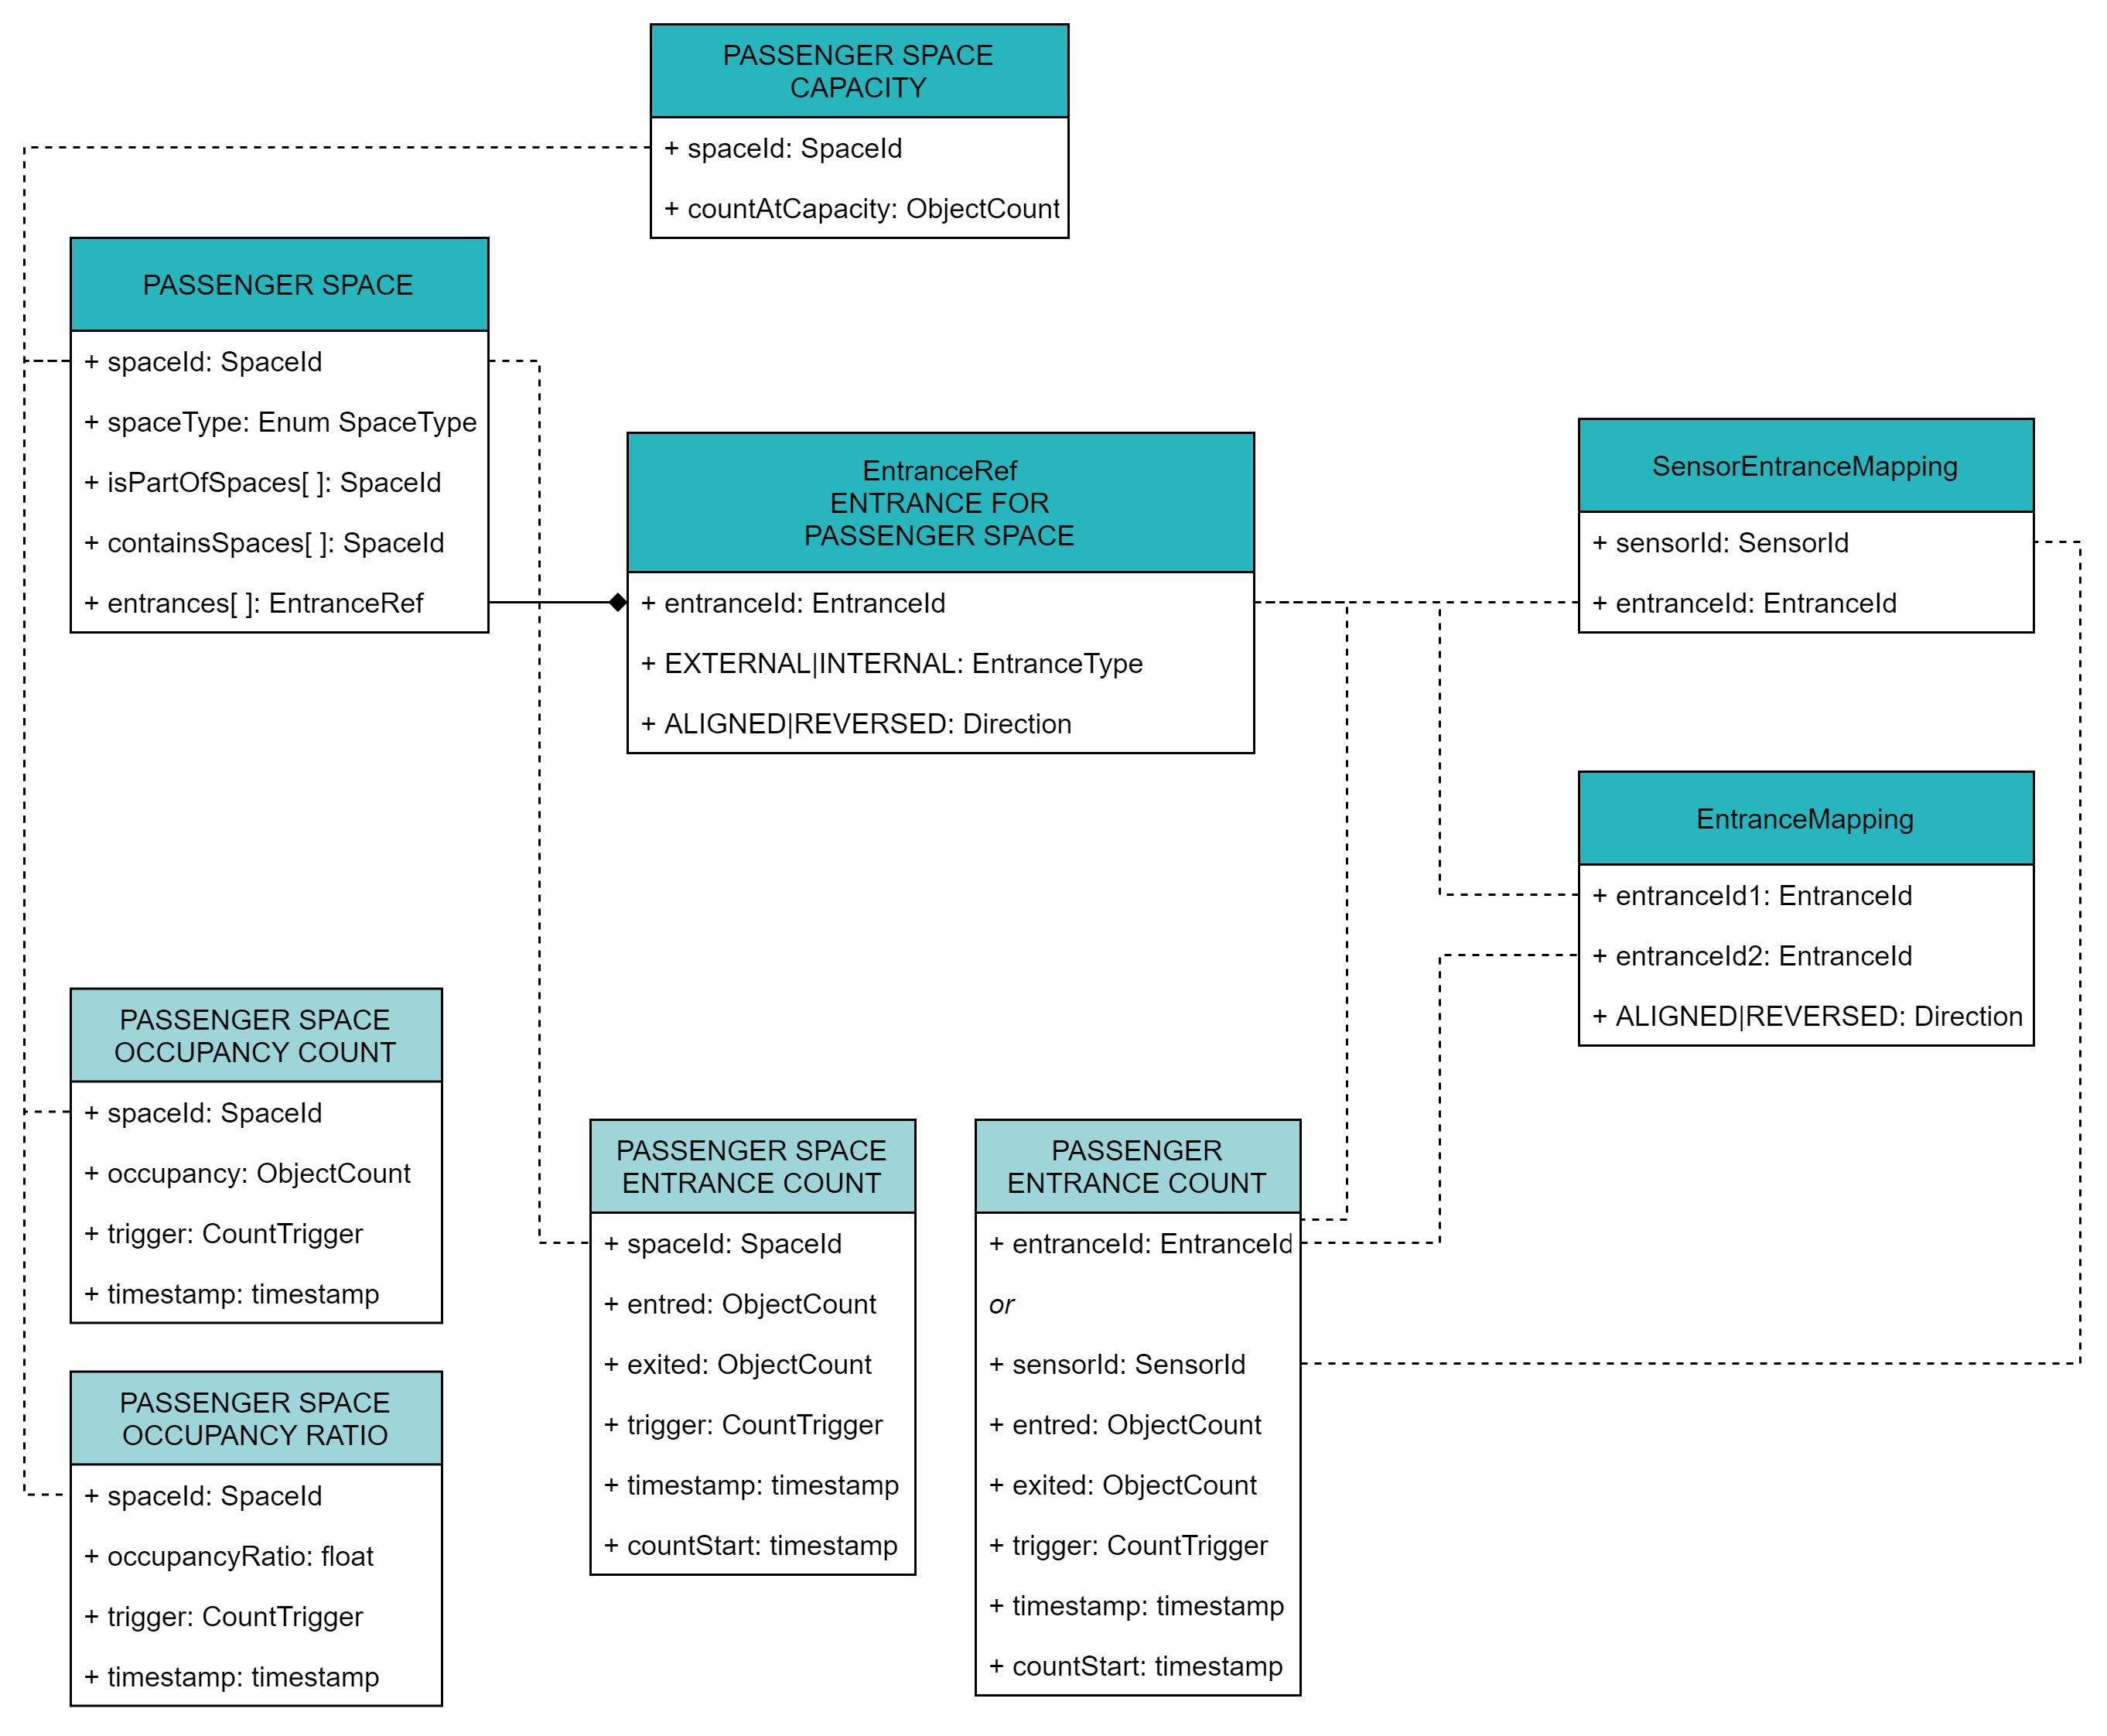 PASSENGER SPACE
CAPACITY
+ spaceId: SpaceId
+ countAtCapacity: ObjectCount
PASSENGER SPACE
+ spaceId: SpaceId
+ spaceType: Enum SpaceType
+ isPartOfSpaces[ ]: SpaceId
+ containsSpaces[ ]: SpaceId
+ entrances[ ]: EntranceRef
EntranceRef
ENTRANCE FOR
PASSENGER SPACE
+ entranceId: EntranceId
+ EXTERNAL|INTERNAL: EntranceType
+ ALIGNED|REVERSED: Direction
SensorEntranceMapping
+ sensorId: SensorId
+ entranceId: EntranceId
EntranceMapping
+ entranceId1: EntranceId
+ entranceId2: EntranceId
+ ALIGNED|REVERSED: Direction
PASSENGER SPACE
OCCUPANCY COUNT
+ spaceId: SpaceId
+ occupancy: ObjectCount
+ trigger: CountTrigger
+ timestamp: timestamp
PASSENGER SPACE
OCCUPANCY RATIO
+ spaceId: SpaceId
+ occupancyRatio: float
+ trigger: CountTrigger
+ timestamp: timestamp
PASSENGER SPACE
ENTRANCE COUNT
+ spaceId: SpaceId
+ entred: ObjectCount
+ exited: ObjectCount
+ trigger: CountTrigger
+ timestamp: timestamp
+ countStart: timestamp
PASSENGER
ENTRANCE COUNT
+ entranceId: EntranceId
or
+ sensorId: SensorId
+ entred: ObjectCount
+ exited: ObjectCount
+ trigger: CountTrigger
+ timestamp: timestamp
+ countStart: timestamp